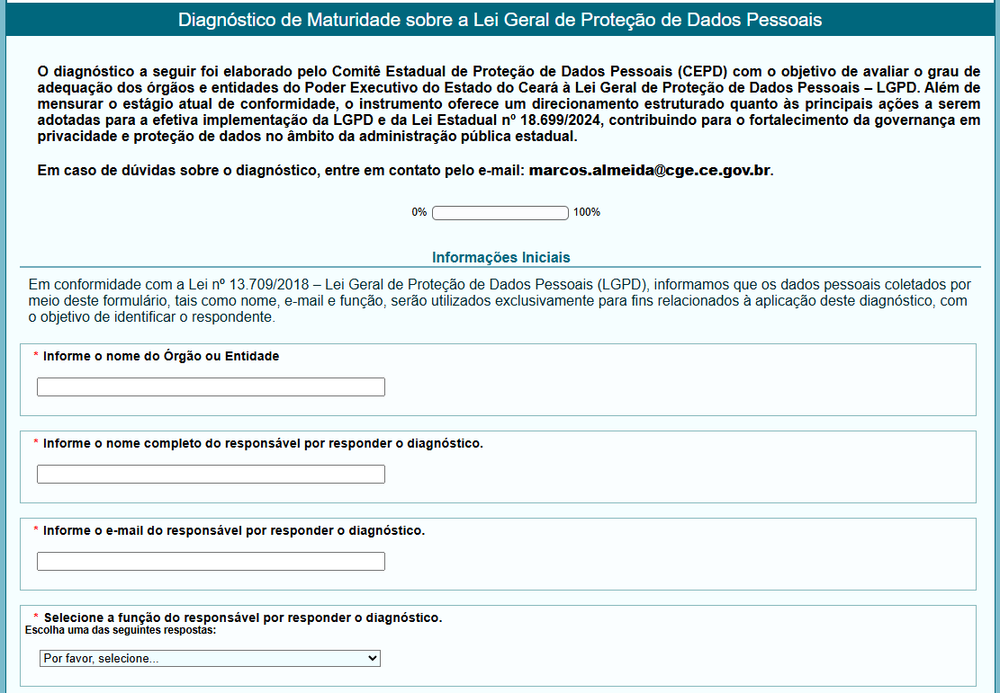 Diagnóstico de Maturidade sobre a Lei Geral de Proteção de Dados Pessoais
O diagnóstico a seguir foi elaborado pelo Comitê Estadual de Proteção de Dados Pessoais (CEPD) com o objetivo de avaliar o grau de
adequação dos órgãos e entidades do Poder Executivo do Estado do Ceará à Lei Geral de Proteção de Dados Pessoais – LGPD. Além de
mensurar o estágio atual de conformidade, o instrumento oferece um direcionamento estruturado quanto às principais ações a serem
adotadas para a efetiva implementação da LGPD e da Lei Estadual nº 18.699/2024, contribuindo para o fortalecimento da governança em
privacidade e proteção de dados no âmbito da administração pública estadual.
Em caso de dúvidas sobre o diagnóstico, entre em contato pelo e-mail: marcos.almeida@cge.ce.gov.br.
0% 100%
Informações Iniciais
Em conformidade com a Lei nº 13.709/2018 – Lei Geral de Proteção de Dados Pessoais (LGPD), informamos que os dados pessoais coletados por
meio deste formulário, tais como nome, e-mail e função, serão utilizados exclusivamente para fins relacionados à aplicação deste diagnóstico, com
o objetivo de identificar o respondente.
* Informe o nome do Órgão ou Entidade
* Informe o nome completo do responsável por responder o diagnóstico.
* Informe o e-mail do responsável por responder o diagnóstico.
* Selecione a função do responsável por responder o diagnóstico.
Escolha uma das seguintes respostas:
Por favor, selecione...